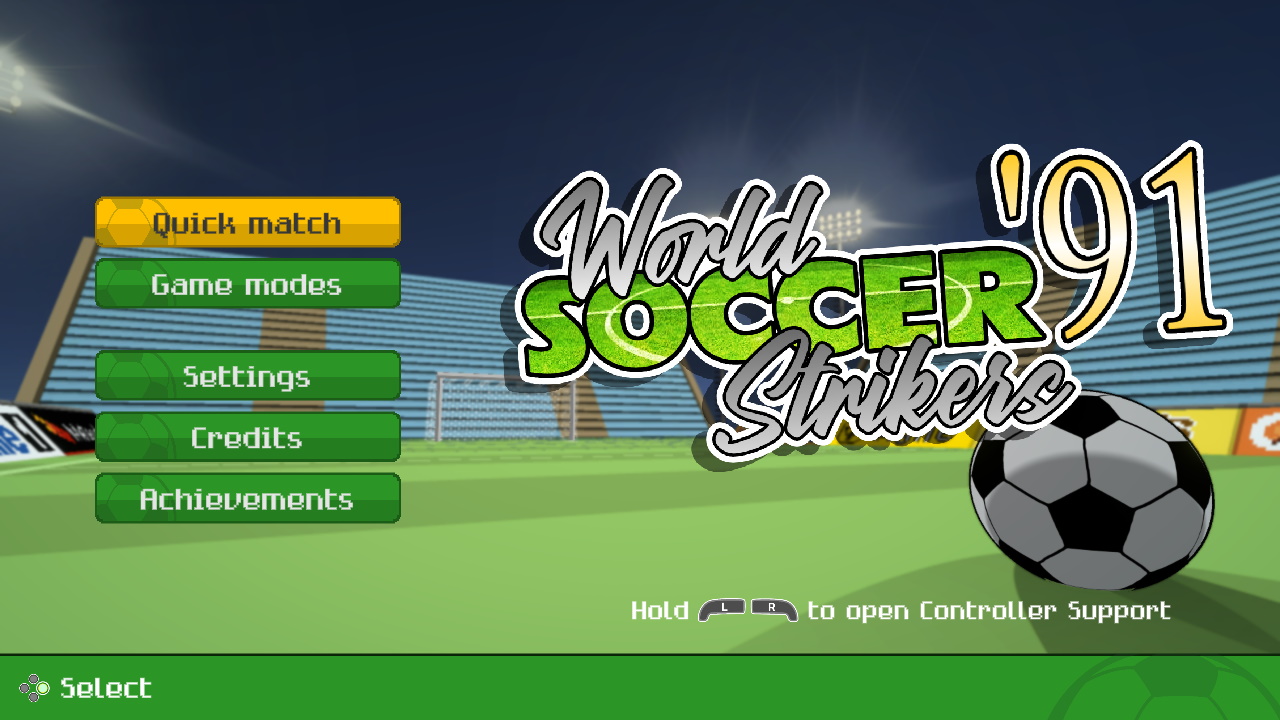 Quick match
Game modes
Settings
Credits
Achievements
World
SOCCER
'91
Strikers
Hold L R to open Controller Support
Select